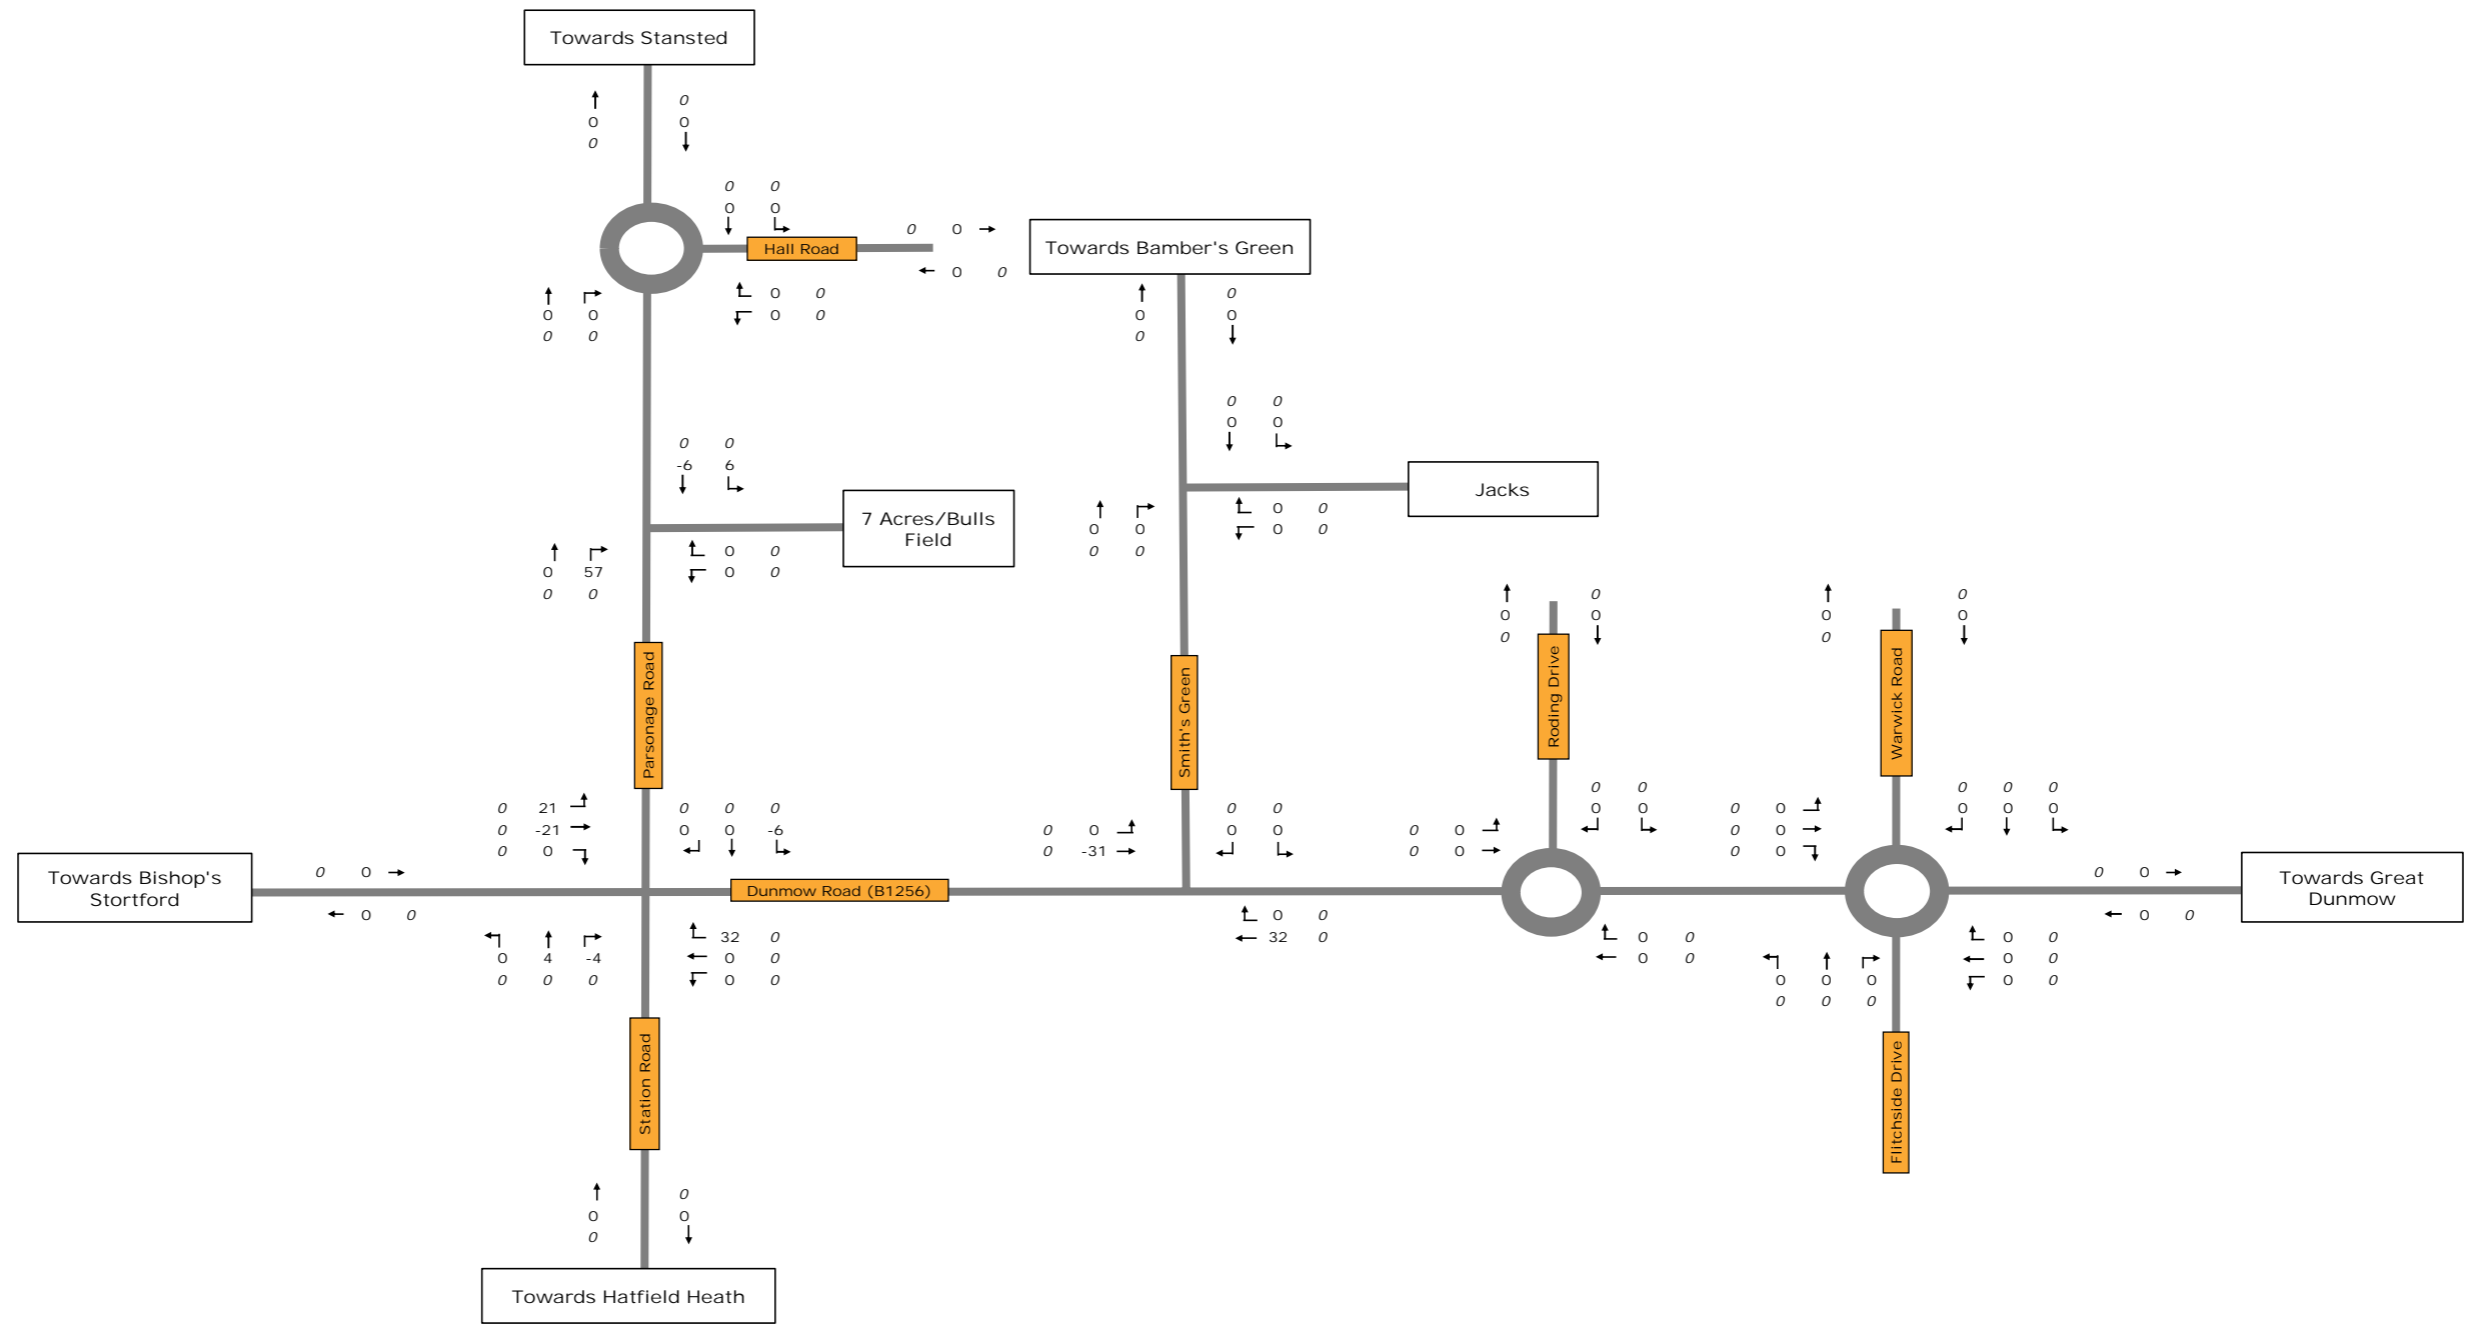 Towards Stansted
0
0 0
0 0
0 0
0 0
Hall Road
0 0
0 0
0 0
0 0
0 0
0 0
Towards Bamber's Green
0
0 0
0
0 0
0 0
Jacks
0 0
0 0
0 0
0 0
0 0
-6 6
7 Acres/Bulls
Field
0 57
0 0
0 0
0 0
Parsonage Road
Smith's Green
0
0 0
0
Roding Drive
0
0 0
0
Warwick Road
0 21
0 -21
0 0
0 0 0
0 0 -6
0 0
0 -31
0 0
0 0
0 0
0 0
0 0
0 0
0 0
0 0
0 0
0 0 0
0 0 0
Towards Bishop's
Stortford
0 0
0 0
Dunmow Road (B1256)
0 0
0 0
Towards Great
Dunmow
0 4 -4
0 0 0
32 0
0 0
0 0
0 0
32 0
0 0
0 0
0 0 0
0 0 0
0 0
0 0
0 0
Station Road
Flitchside Drive
0
0 0
0
Towards Hatfield Heath